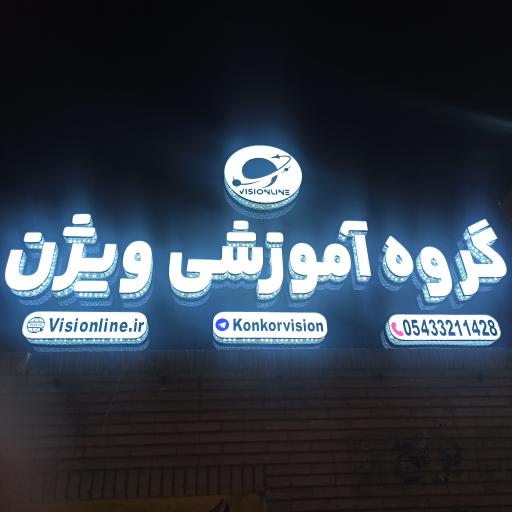 VISIONLINE
گروه آموزشی ویژن
Visionline.ir
Konkorvision
05433211428